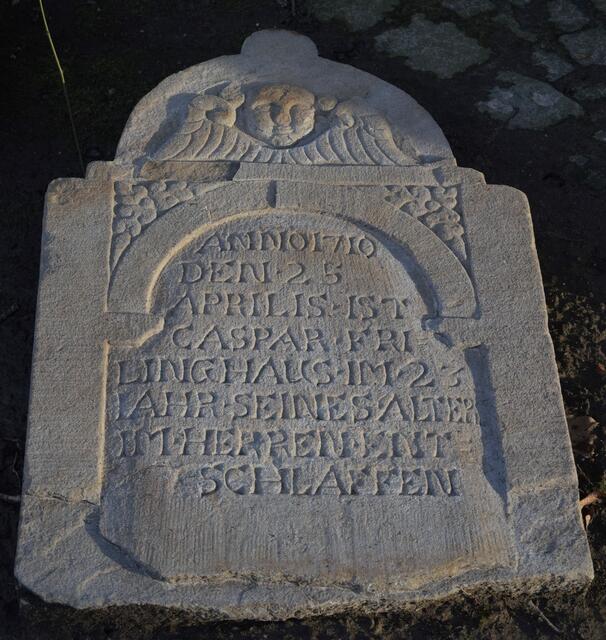 ANNO 1710
DEN · 25
APRILIS · IST
CASPAR · FRI=
LINGHAUS · IM · 23
IAHR · SEINES · ALTER
IM · HERREN · ENT=
SCHLAFFEN